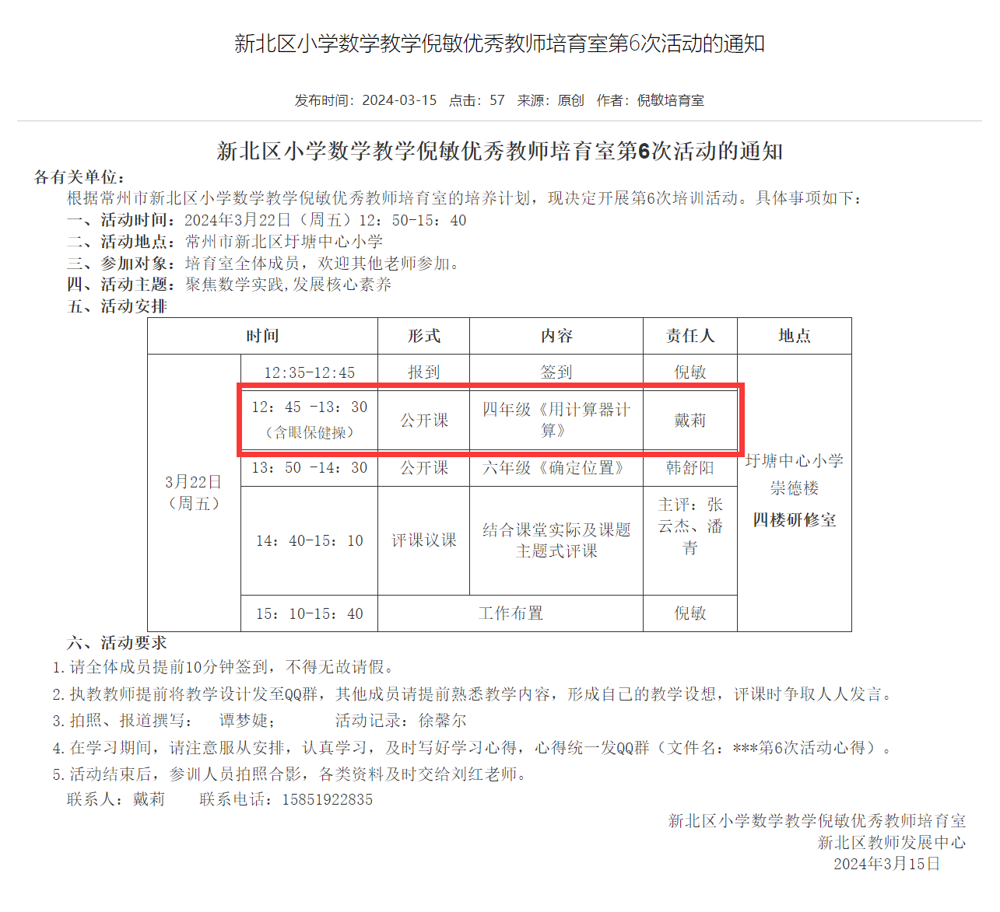 新北区小学数学教学倪敏优秀教师培育室第6次活动的通知
发布时间：2024-03-15 点击：57 来源：原创 作者：倪敏培育室
新北区小学数学教学倪敏优秀教师培育室第6次活动的通知
各有关单位：
根据常州市新北区小学数学教学倪敏优秀教师培育室的培养计划，现决定开展第6次培训活动。具体事项如下：
一、活动时间：2024年3月22日（周五）12：50-15：40
二、活动地点：常州市新北区圩塘中心小学
三、参加对象：培育室全体成员，欢迎其他老师参加。
四、活动主题：聚焦数学实践,发展核心素养
五、活动安排
时间 形式 内容 责任人 地点
3月22日
（周五）
12:35-12:45 报到 签到 倪敏
12：45 -13：30
（含眼保健操）
公开课
四年级《用计算器计
算》
戴莉
13：50 -14：30 公开课 六年级《确定位置》 韩舒阳
14：40-15：10 评课议课
结合课堂实际及课题
主题式评课
主评：张
云杰、潘
青
15：10-15：40 工作布置 倪敏
圩塘中心小学
崇德楼
四楼研修室
六、活动要求
1.请全体成员提前10分钟签到，不得无故请假。
2.执教教师提前将教学设计发至QQ群，其他成员请提前熟悉教学内容，形成自己的教学设想，评课时争取人人发言。
3.拍照、报道撰写： 谭梦婕； 活动记录：徐馨尔
4.在学习期间，请注意服从安排，认真学习，及时写好学习心得，心得统一发QQ群（文件名：***第6次活动心得）。
5.活动结束后，参训人员拍照合影，各类资料及时交给刘红老师。
联系人：戴莉 联系电话：15851922835
新北区小学数学教学倪敏优秀教师培育室
新北区教师发展中心
2024年3月15日